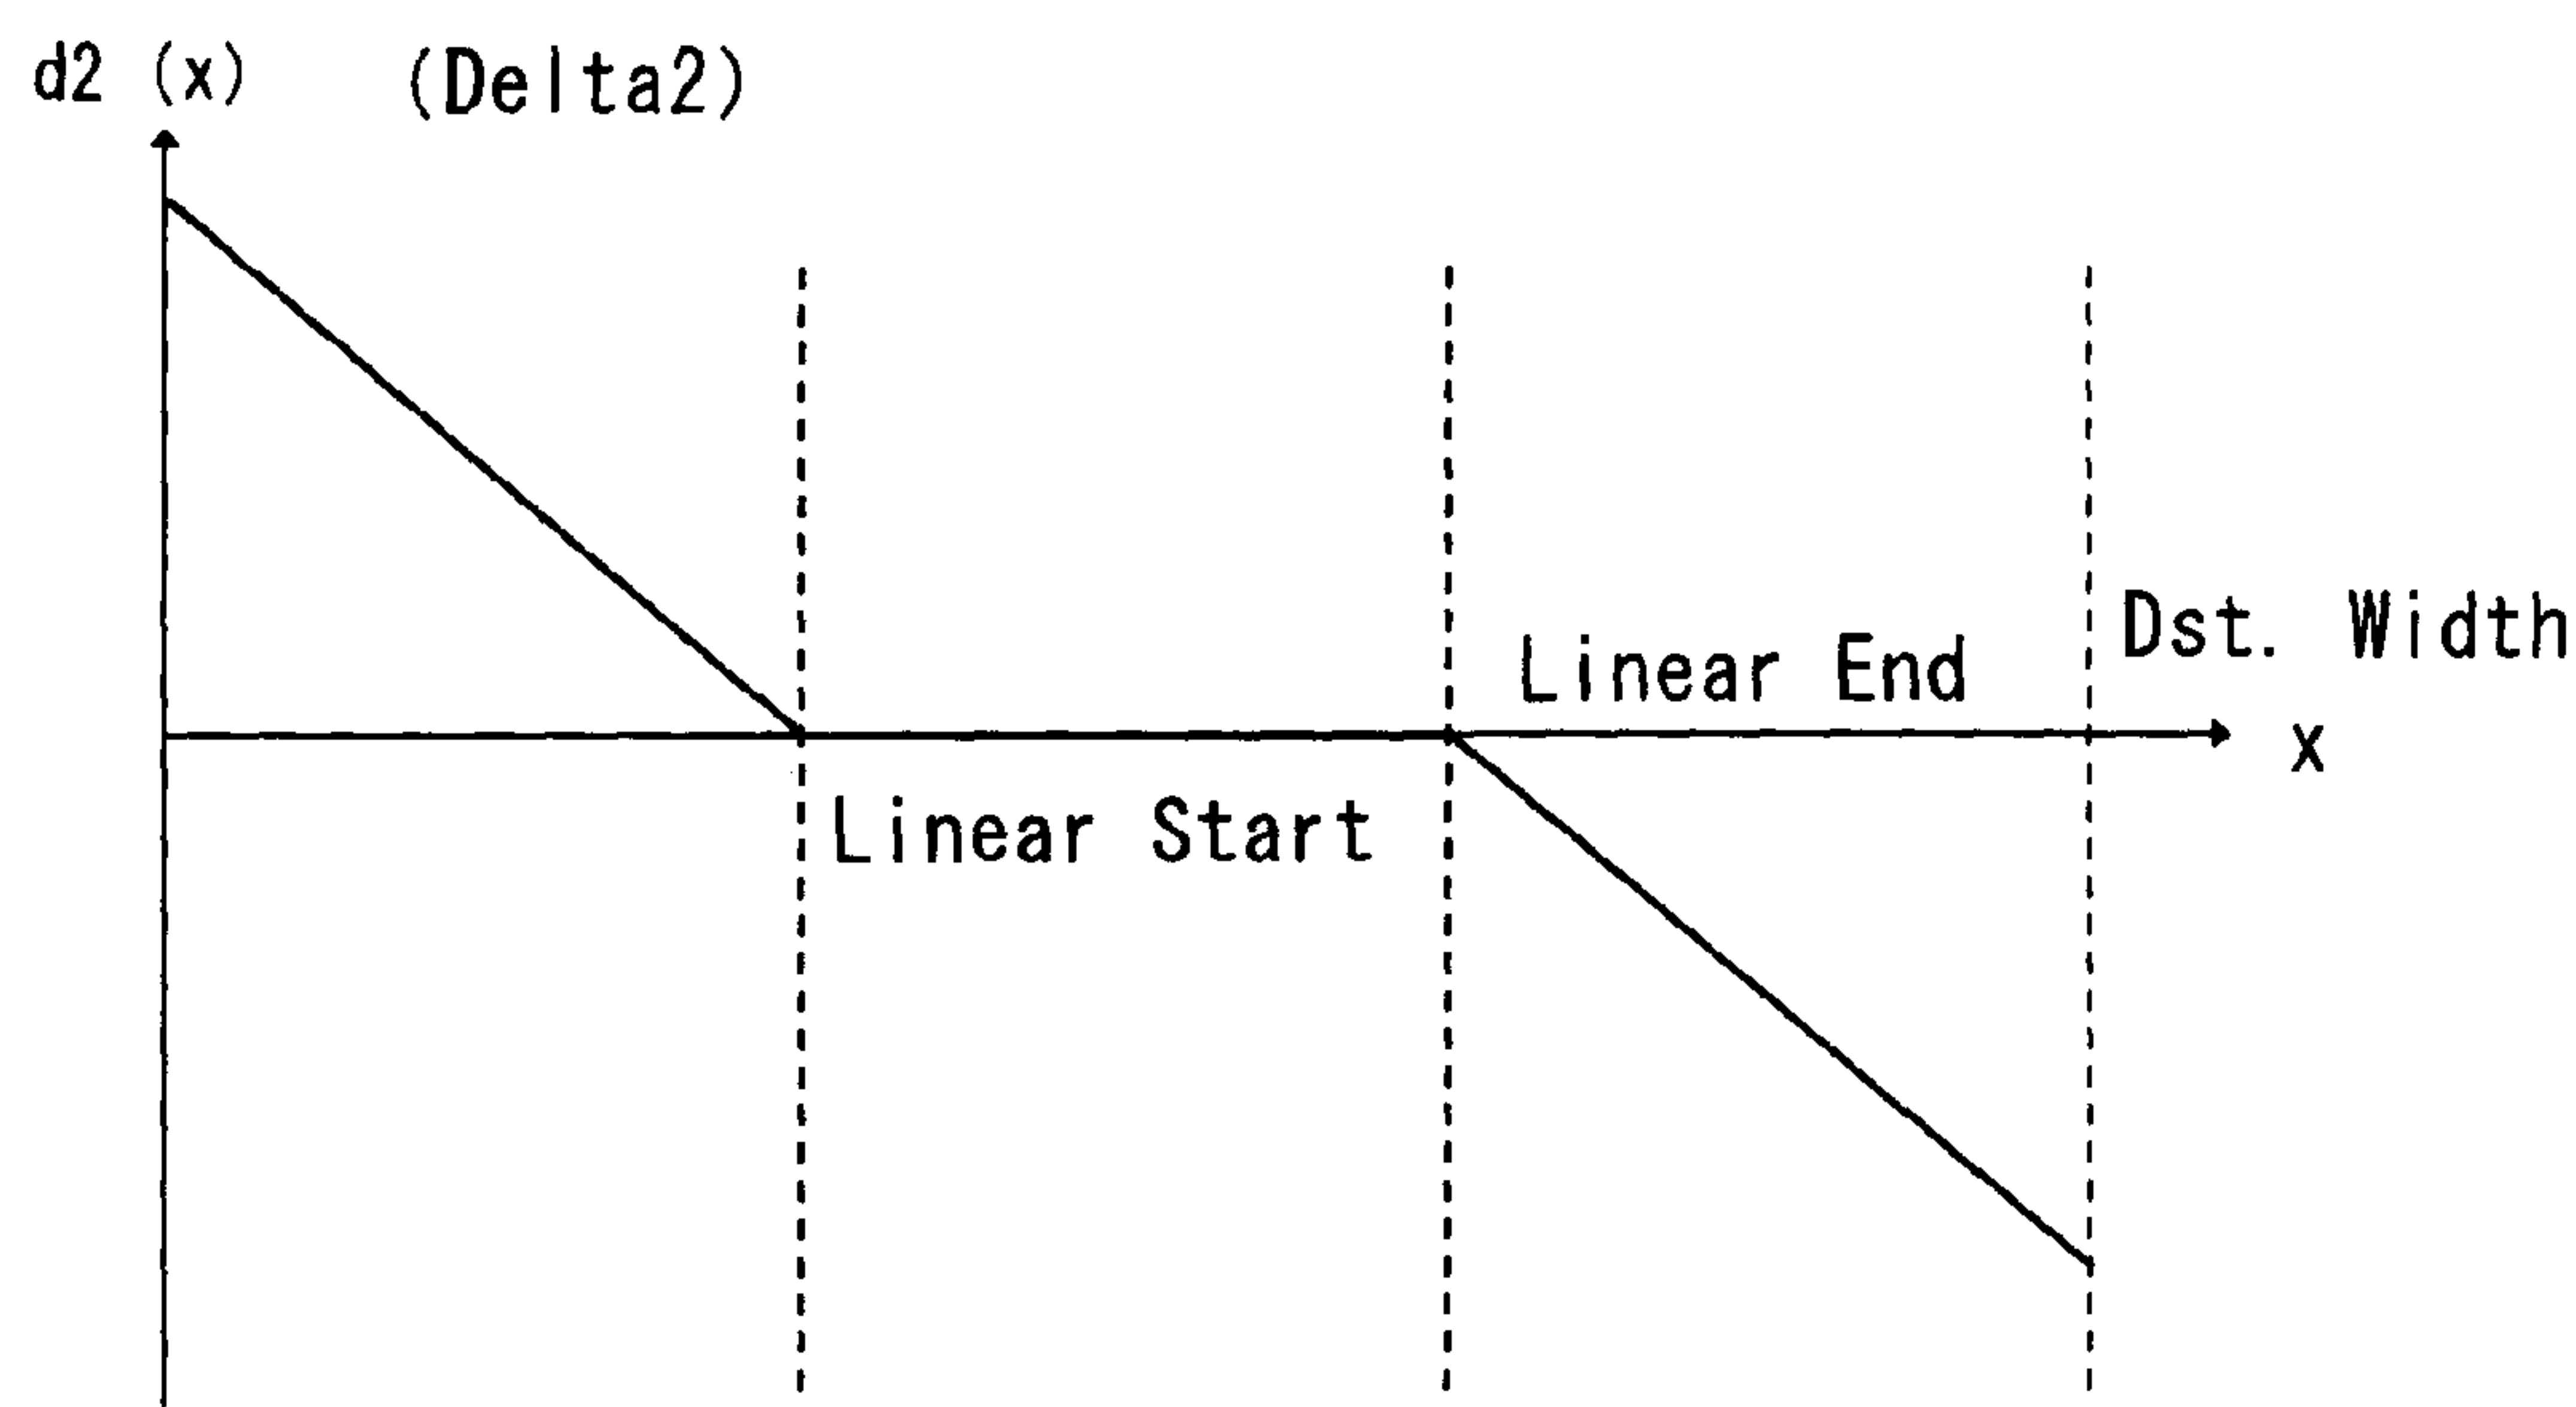 d2 (x) (Delta2)
Dst. Width
Linear End
x
Linear Start